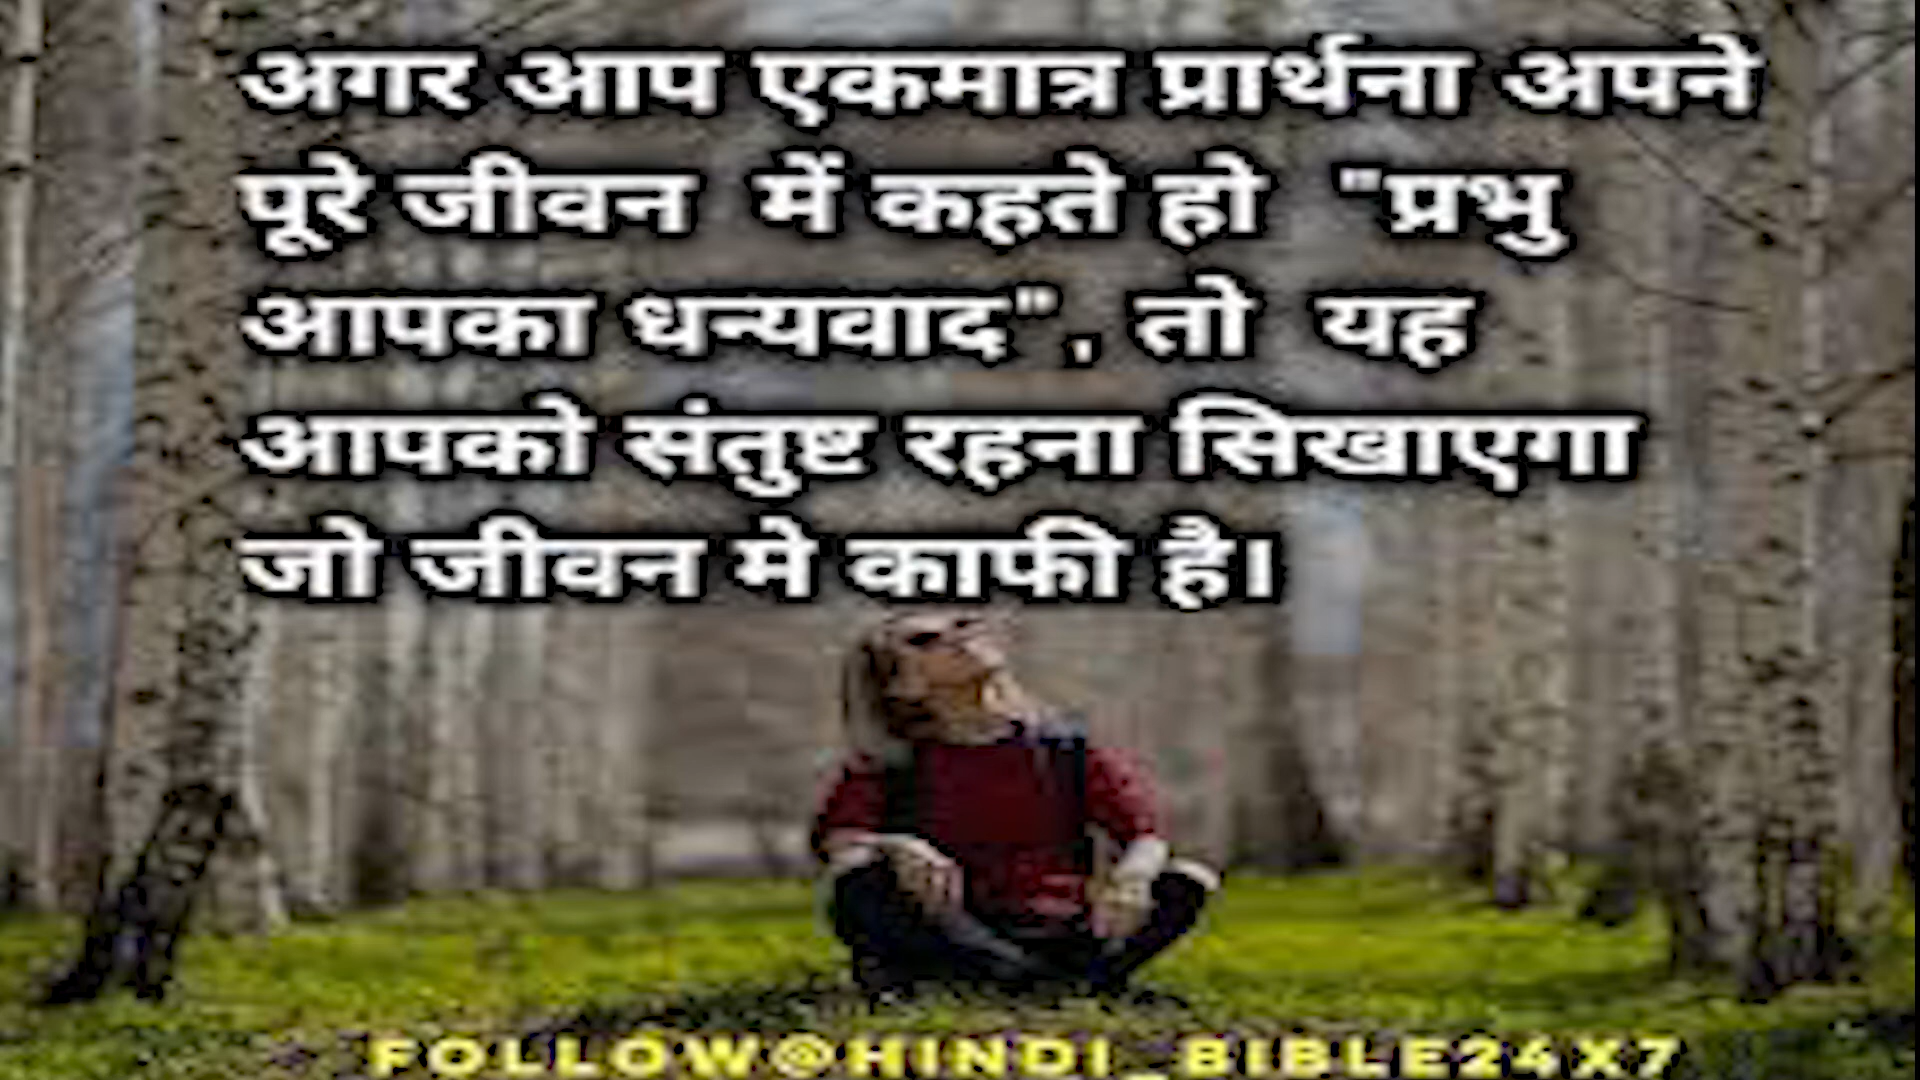 अगर आप एकमात्र प्रार्थना अपने
पूरे जीवन में कहते हो "प्रभु
आपका धन्यवाद", तो यह
आपको संतुष्ट रहना सिखाएगा
जो जीवन मे काफी है।
FOLLOW@HINDI_BIBLE24X7